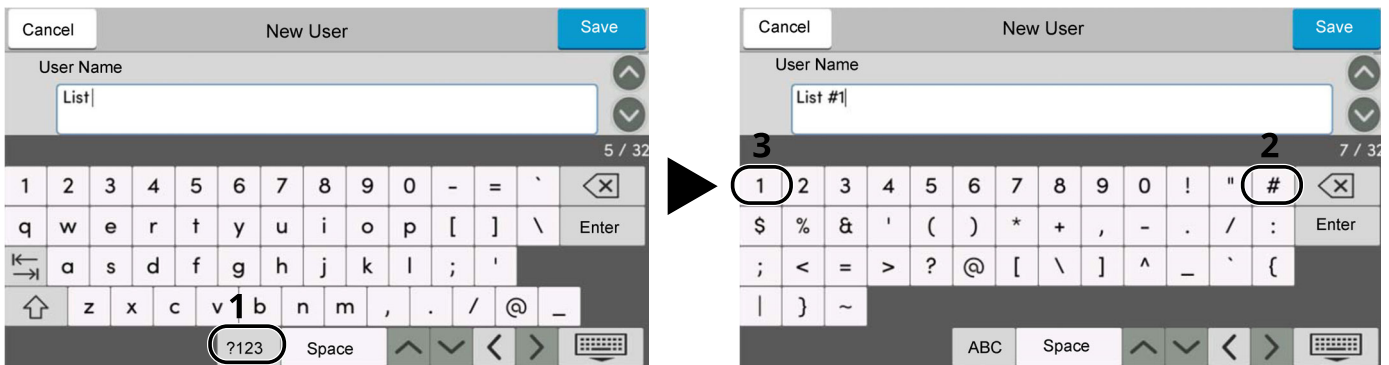 Cancel New User Save
User Name
List
5 / 32
1 2 3 4 5 6 7 8 9 0 - = `
q w e r t y u i o p [ ] \ Enter
a s d f g h j k l ; '
z x c v b n m , . / @ _
1
?123 Space
Cancel New User Save
User Name
List #1
3 2 7 / 32
1 2 3 4 5 6 7 8 9 0 ! " #
$ % & ' ( ) * + , - . / : Enter
; < = > ? @ [ \ ] ^ _ ` {
| } ~
ABC Space